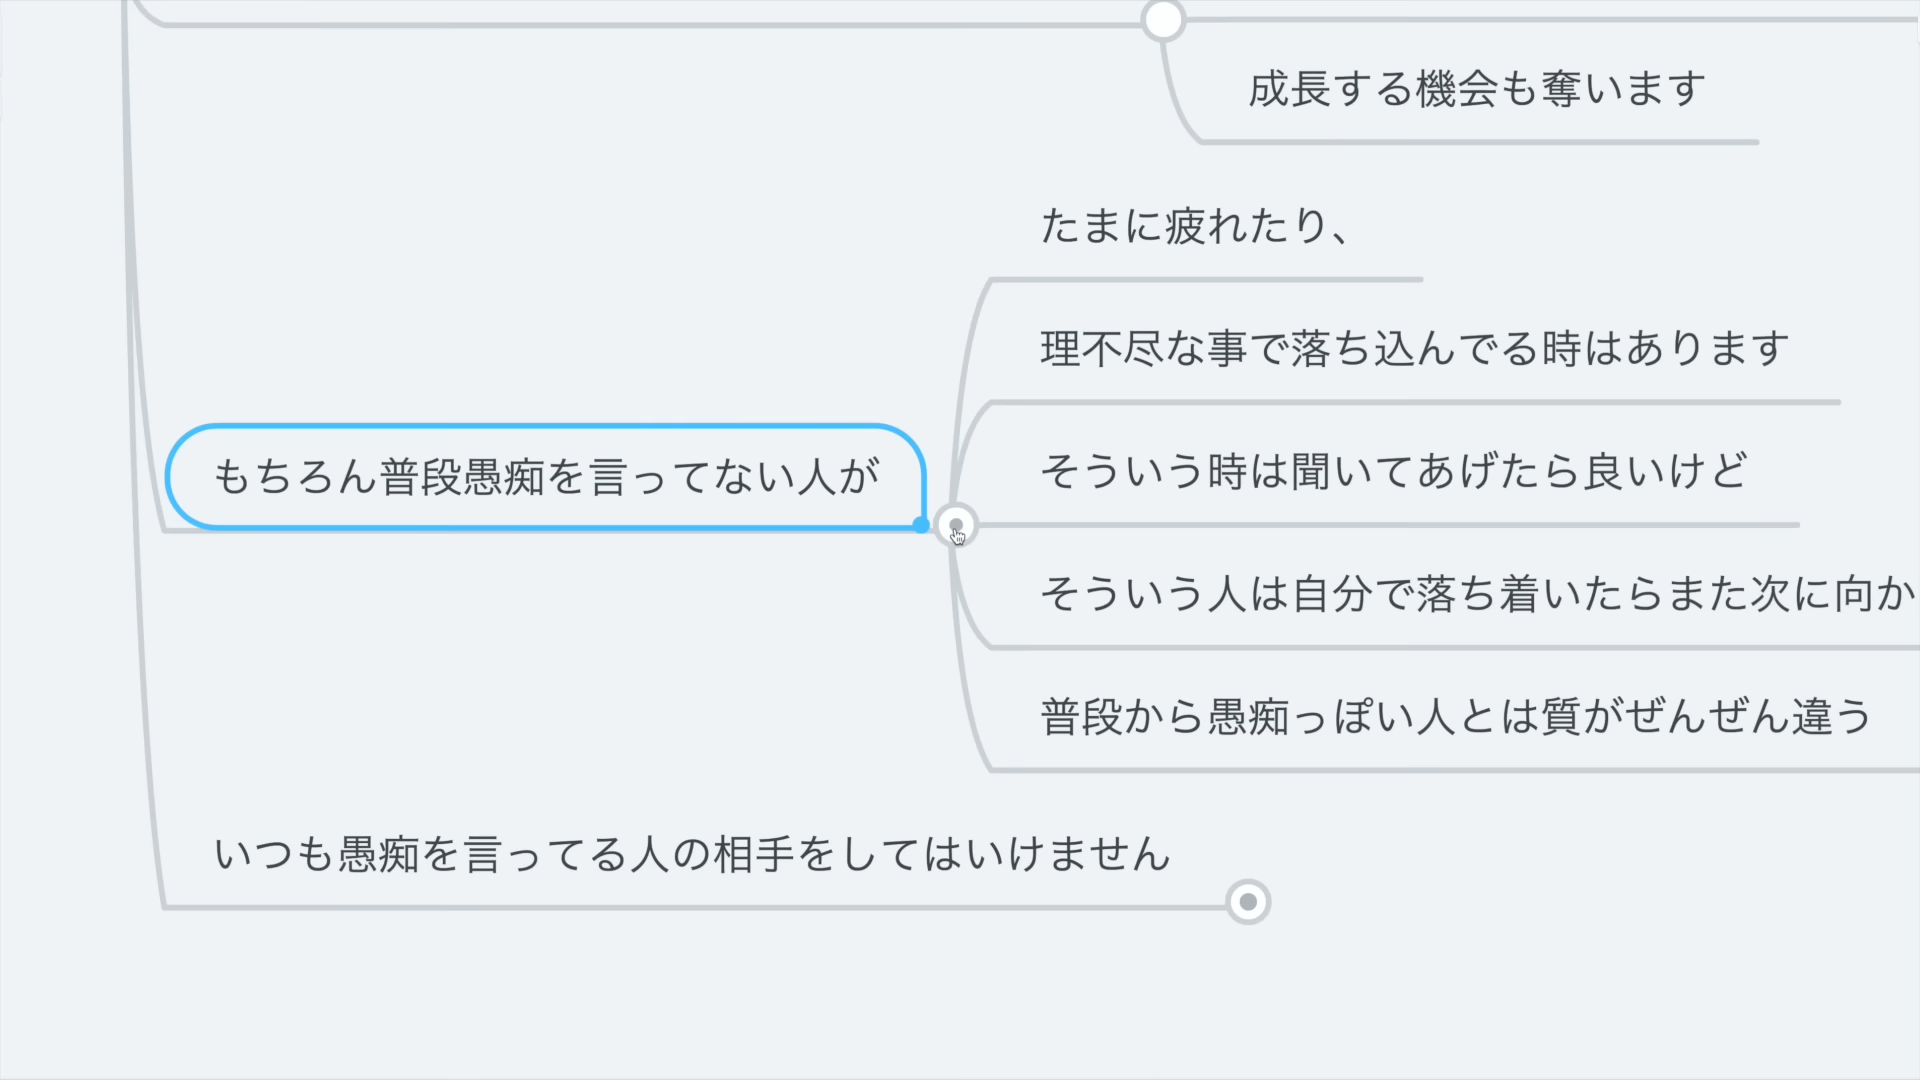 成長する機会も奪います
たまに疲れたり、
理不尽な事で落ち込んでる時はあります
もちろん普段愚痴を言ってない人が
そういう時は聞いてあげたら良いけど
そういう人は自分で落ち着いたらまた次に向か
普段から愚痴っぽい人とは質がぜんぜん違う
いつも愚痴を言ってる人の相手をしてはいけません